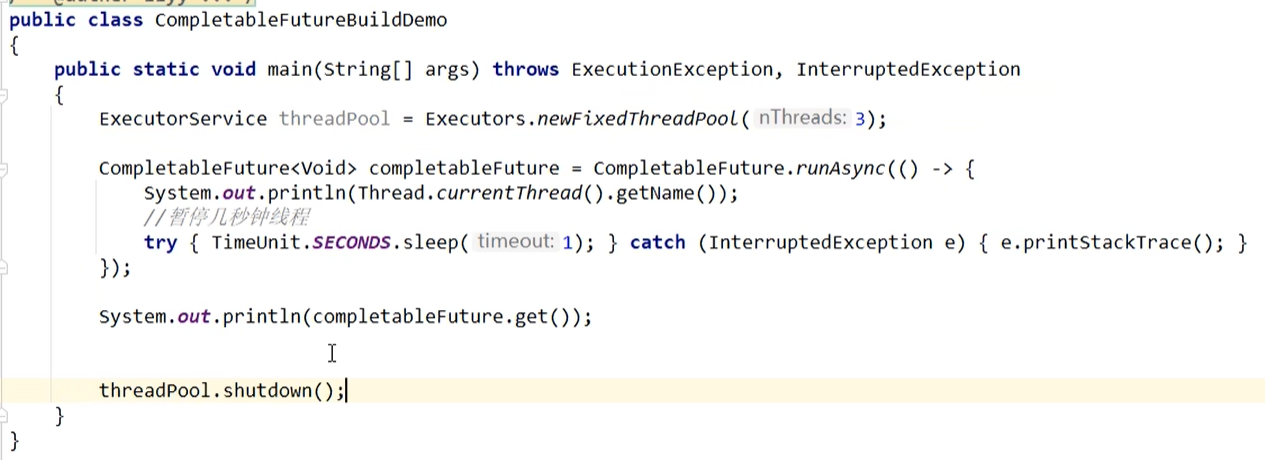 public class CompletableFutureBuildDemo
{
public static void main(String[] args) throws ExecutionException, InterruptedException
{
ExecutorService threadPool = Executors.newFixedThreadPool( nThreads: 3);
CompletableFuture<Void> completableFuture = CompletableFuture.runAsync(() -> {
System.out.println(Thread.currentThread().getName());
//暂停几秒钟线程
try { TimeUnit.SECONDS.sleep( timeout: 1); } catch (InterruptedException e) { e.printStackTrace(); }
});
System.out.println(completableFuture.get());
threadPool.shutdown();
}
}